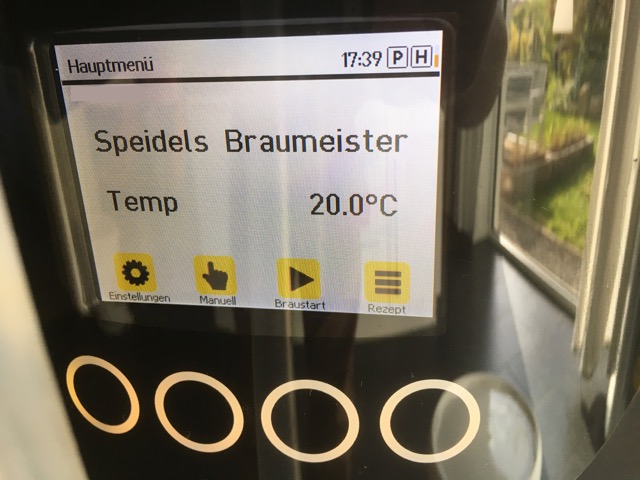 Hauptmenü 17:39 P H
Speidels Braumeister
Temp 20.0°C
Einstellungen Manuell Braustart Rezept